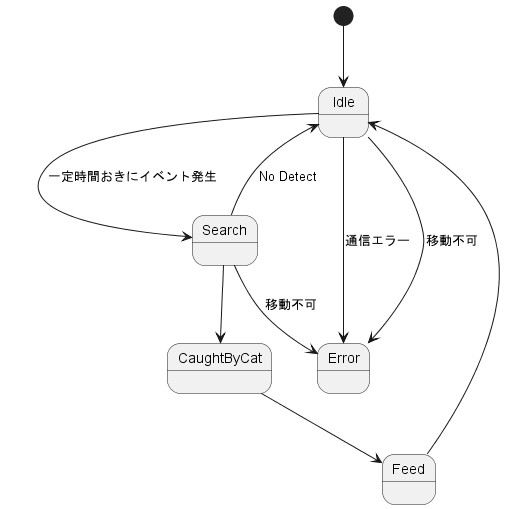 Idle
一定時間おきにイベント発生
No Detect
Search
通信エラー
移動不可
移動不可
CaughtByCat
Error
Feed